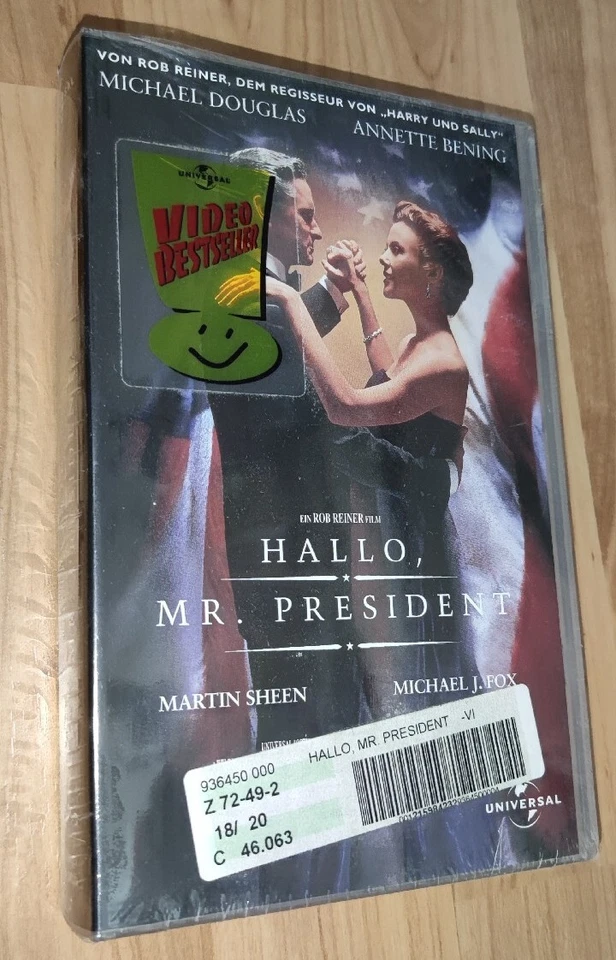 VON ROB REINER, DEM REGISSEUR VON „HARRY UND SALLY“
MICHAEL DOUGLAS
ANNETTE BENING
UNIVERSAL
VIDEO
BESTSELLER
EIN ROB REINER FILM
HALLO,
MR. PRESIDENT
MARTIN SHEEN
MICHAEL J. FOX
HALLO, MR. PRESIDENT -VI
936450 000
Z 72-49-2
18/ 20
C 46.063
UNIVERSAL